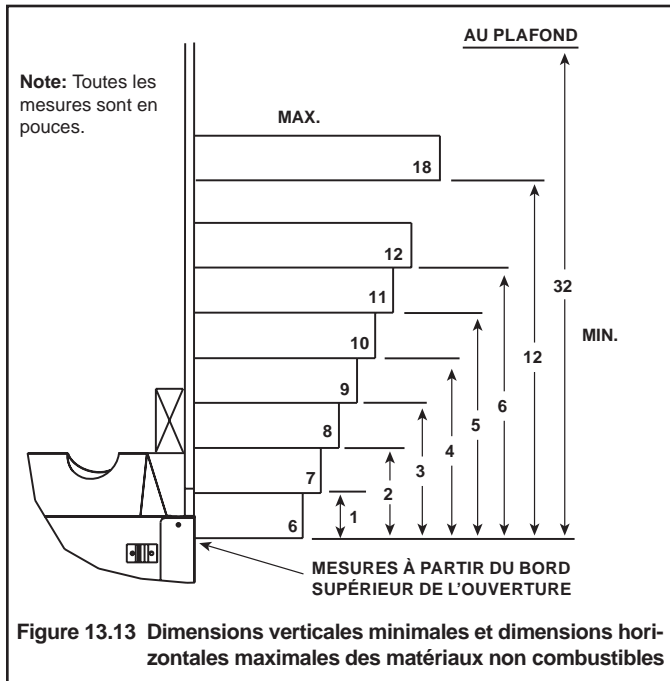 AU PLAFOND
Note: Toutes les
mesures sont en
pouces.
MAX.
18
12
11
10
9
8
7
6
1
2
3
4
5
6
12
32
MIN.
MESURES À PARTIR DU BORD
SUPÉRIEUR DE L'OUVERTURE
Figure 13.13 Dimensions verticales minimales et dimensions hori-
zontales maximales des matériaux non combustibles